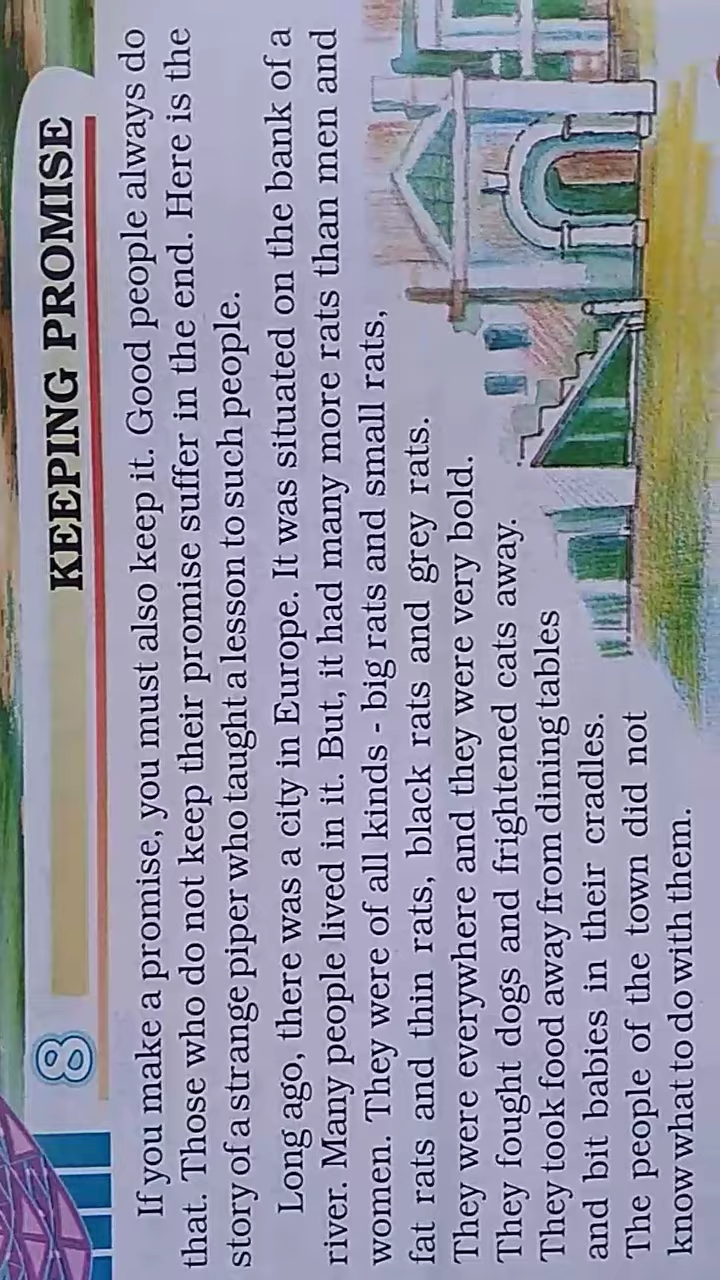 8
KEEPING PROMISE
If you make a promise, you must also keep it. Good people always do
that. Those who do not keep their promise suffer in the end. Here is the
story of a strange piper who taught a lesson to such people.
Long ago, there was a city in Europe. It was situated on the bank of a
river. Many people lived in it. But, it had many more rats than men and
women. They were of all kinds - big rats and small rats,
fat rats and thin rats, black rats and grey rats.
They were everywhere and they were very bold.
They fought dogs and frightened cats away.
They took food away from dining tables
and bit babies in their cradles.
The people of the town did not
know what to do with them.